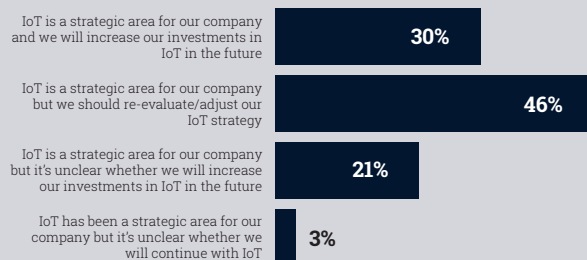 IoT is a strategic area for our company
and we will increase our investments in
IoT in the future
30%
IoT is a strategic area for our company
but we should re-evaluate/adjust our
IoT strategy
46%
IoT is a strategic area for our company
but it's unclear whether we will increase
our investments in IoT in the future
21%
IoT has been a strategic area for our
company but it's unclear whether we
will continue with IoT
3%